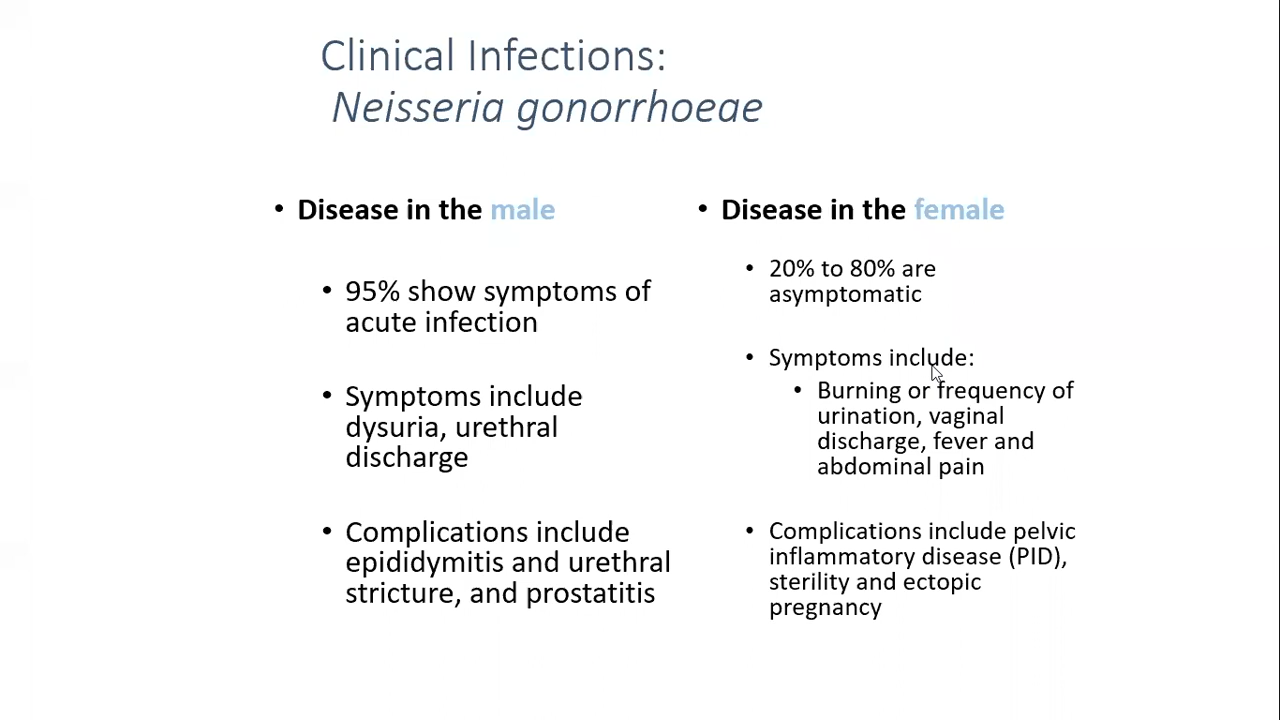 Clinical Infections:
Neisseria gonorrhoeae
• Disease in the male
• 95% show symptoms of
acute infection
• Symptoms include
dysuria, urethral
discharge
• Complications include
epididymitis and urethral
stricture, and prostatitis
• Disease in the female
• 20% to 80% are
asymptomatic
• Symptoms include:
• Burning or frequency of
urination, vaginal
discharge, fever and
abdominal pain
• Complications include pelvic
inflammatory disease (PID),
sterility and ectopic
pregnancy